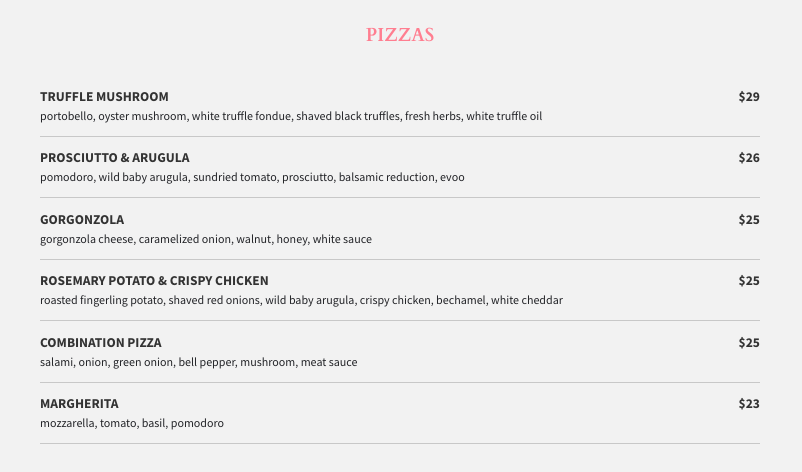 PIZZAS
TRUFFLE MUSHROOM $29
portobello, oyster mushroom, white truffle fondue, shaved black truffles, fresh herbs, white truffle oil
PROSCIUTTO & ARUGULA $26
pomodoro, wild baby arugula, sundried tomato, prosciutto, balsamic reduction, evoo
GORGONZOLA $25
gorgonzola cheese, caramelized onion, walnut, honey, white sauce
ROSEMARY POTATO & CRISPY CHICKEN $25
roasted fingerling potato, shaved red onions, wild baby arugula, crispy chicken, bechamel, white cheddar
COMBINATION PIZZA $25
salami, onion, green onion, bell pepper, mushroom, meat sauce
MARGHERITA $23
mozzarella, tomato, basil, pomodoro